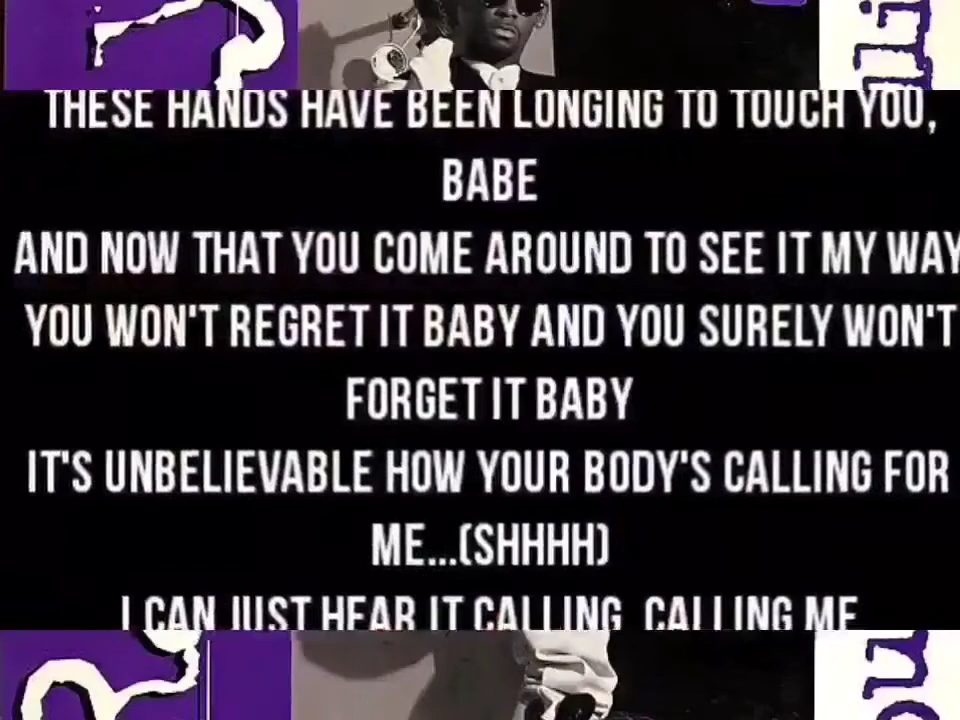 THESE HANDS HAVE BEEN LONGING TO TOUCH YOU,
BABE
AND NOW THAT YOU COME AROUND TO SEE IT MY WAY
YOU WON'T REGRET IT BABY AND YOU SURELY WON'T
FORGET IT BABY
IT'S UNBELIEVABLE HOW YOUR BODY'S CALLING FOR
ME...(SHHHH)
I CAN JUST HEAR IT CALLING CALLING ME